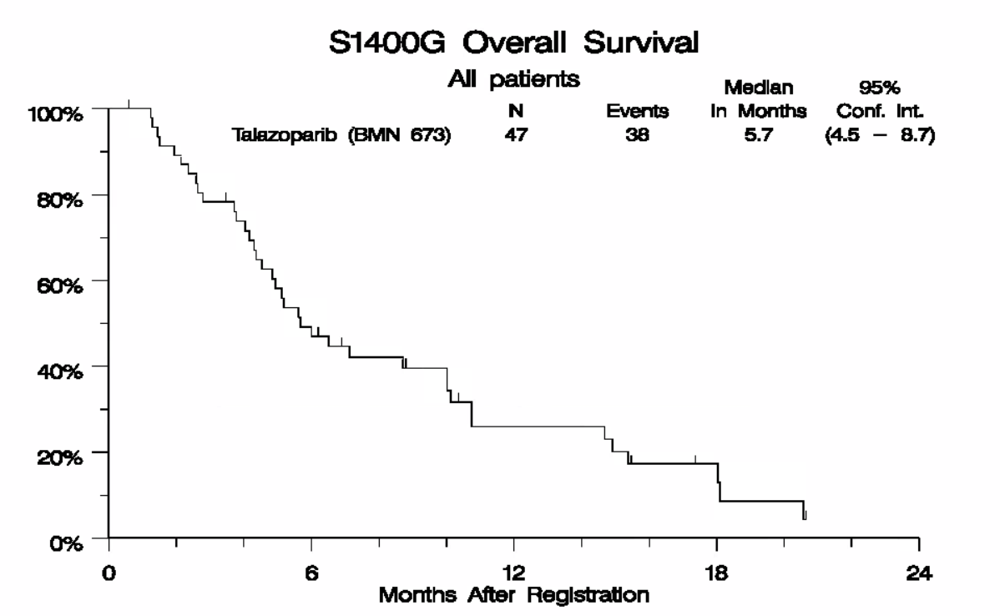 S1400G Overall Survival
All patients
Median 95%
N Events In Months Conf. Int.
Talazoparib (BMN 673) 47 38 5.7 (4.5 – 8.7)
100%
80%
60%
40%
20%
0%
0 6 12 18 24
Months After Registration